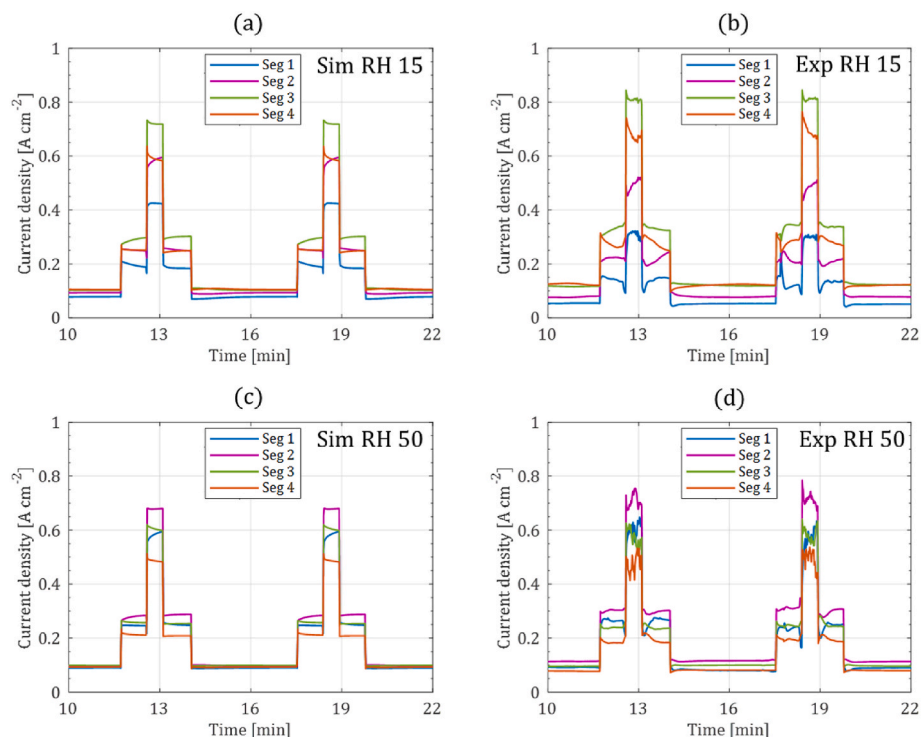 (a)
Sim RH 15
Seg 1
Seg 2
Seg 3
Seg 4
Current density [A cm⁻²]
1
0.8
0.6
0.4
0.2
0
10 13 16 19 22
Time [min]
(b)
Exp RH 15
Seg 1
Seg 2
Seg 3
Seg 4
Current density [A cm⁻²]
1
0.8
0.6
0.4
0.2
0
10 13 16 19 22
Time [min]
(c)
Sim RH 50
Seg 1
Seg 2
Seg 3
Seg 4
Current density [A cm⁻²]
1
0.8
0.6
0.4
0.2
0
10 13 16 19 22
Time [min]
(d)
Exp RH 50
Seg 1
Seg 2
Seg 3
Seg 4
Current density [A cm⁻²]
1
0.8
0.6
0.4
0.2
0
10 13 16 19 22
Time [min]